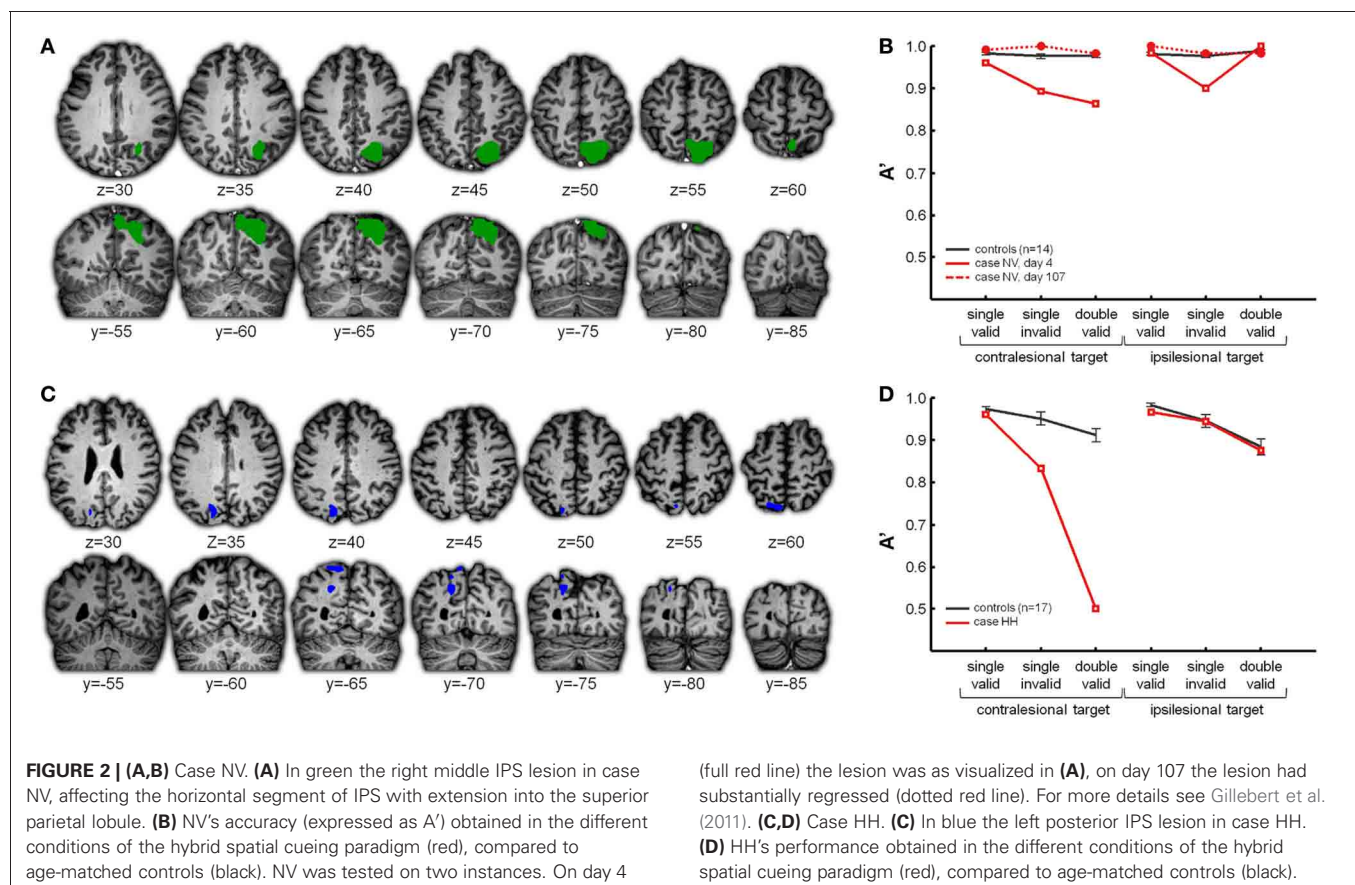 A
z=30 z=35 z=40 z=45 z=50 z=55 z=60
y=-55 y=-60 y=-65 y=-70 y=-75 y=-80 y=-85
B
1.0
0.9
0.8
0.7
0.6
0.5
A'
controls (n=14)
case NV, day 4
case NV, day 107
single single double single single double
valid invalid valid valid invalid valid
contralesional target ipsilesional target
C
z=30 Z=35 z=40 z=45 z=50 z=55 z=60
y=-55 y=-60 y=-65 y=-70 y=-75 y=-80 y=-85
D
1.0
0.9
0.8
0.7
0.6
0.5
A'
controls (n=17)
case HH
single single double single single double
valid invalid valid valid invalid valid
contralesional target ipsilesional target
FIGURE 2 | (A,B) Case NV. (A) In green the right middle IPS lesion in case
NV, affecting the horizontal segment of IPS with extension into the superior
parietal lobule. (B) NV's accuracy (expressed as A′) obtained in the different
conditions of the hybrid spatial cueing paradigm (red), compared to
age-matched controls (black). NV was tested on two instances. On day 4
(full red line) the lesion was as visualized in (A), on day 107 the lesion had
substantially regressed (dotted red line). For more details see Gillebert et al.
(2011). (C,D) Case HH. (C) In blue the left posterior IPS lesion in case HH.
(D) HH's performance obtained in the different conditions of the hybrid
spatial cueing paradigm (red), compared to age-matched controls (black).